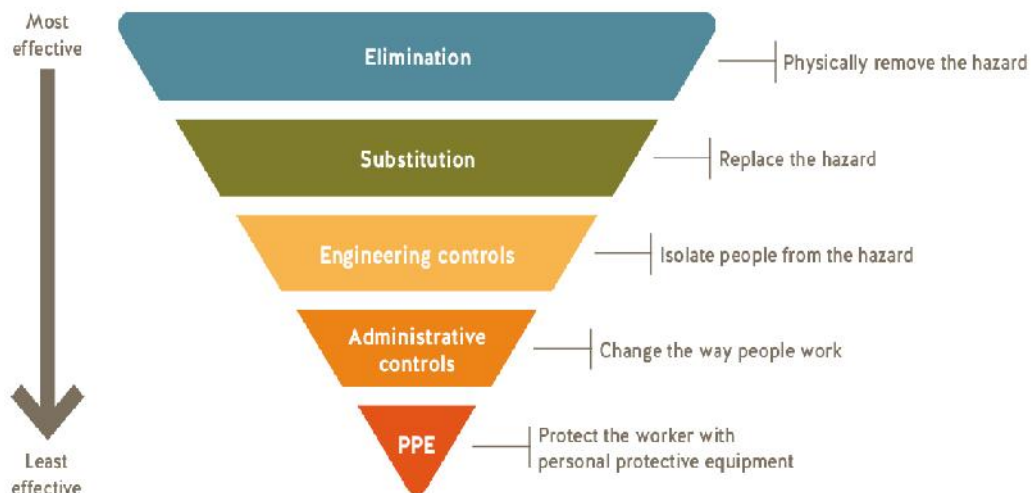 Most
effective
Elimination
Physically remove the hazard
Substitution
Replace the hazard
Engineering controls
Isolate people from the hazard
Administrative
controls
Change the way people work
PPE
Protect the worker with
personal protective equipment
Least
effective